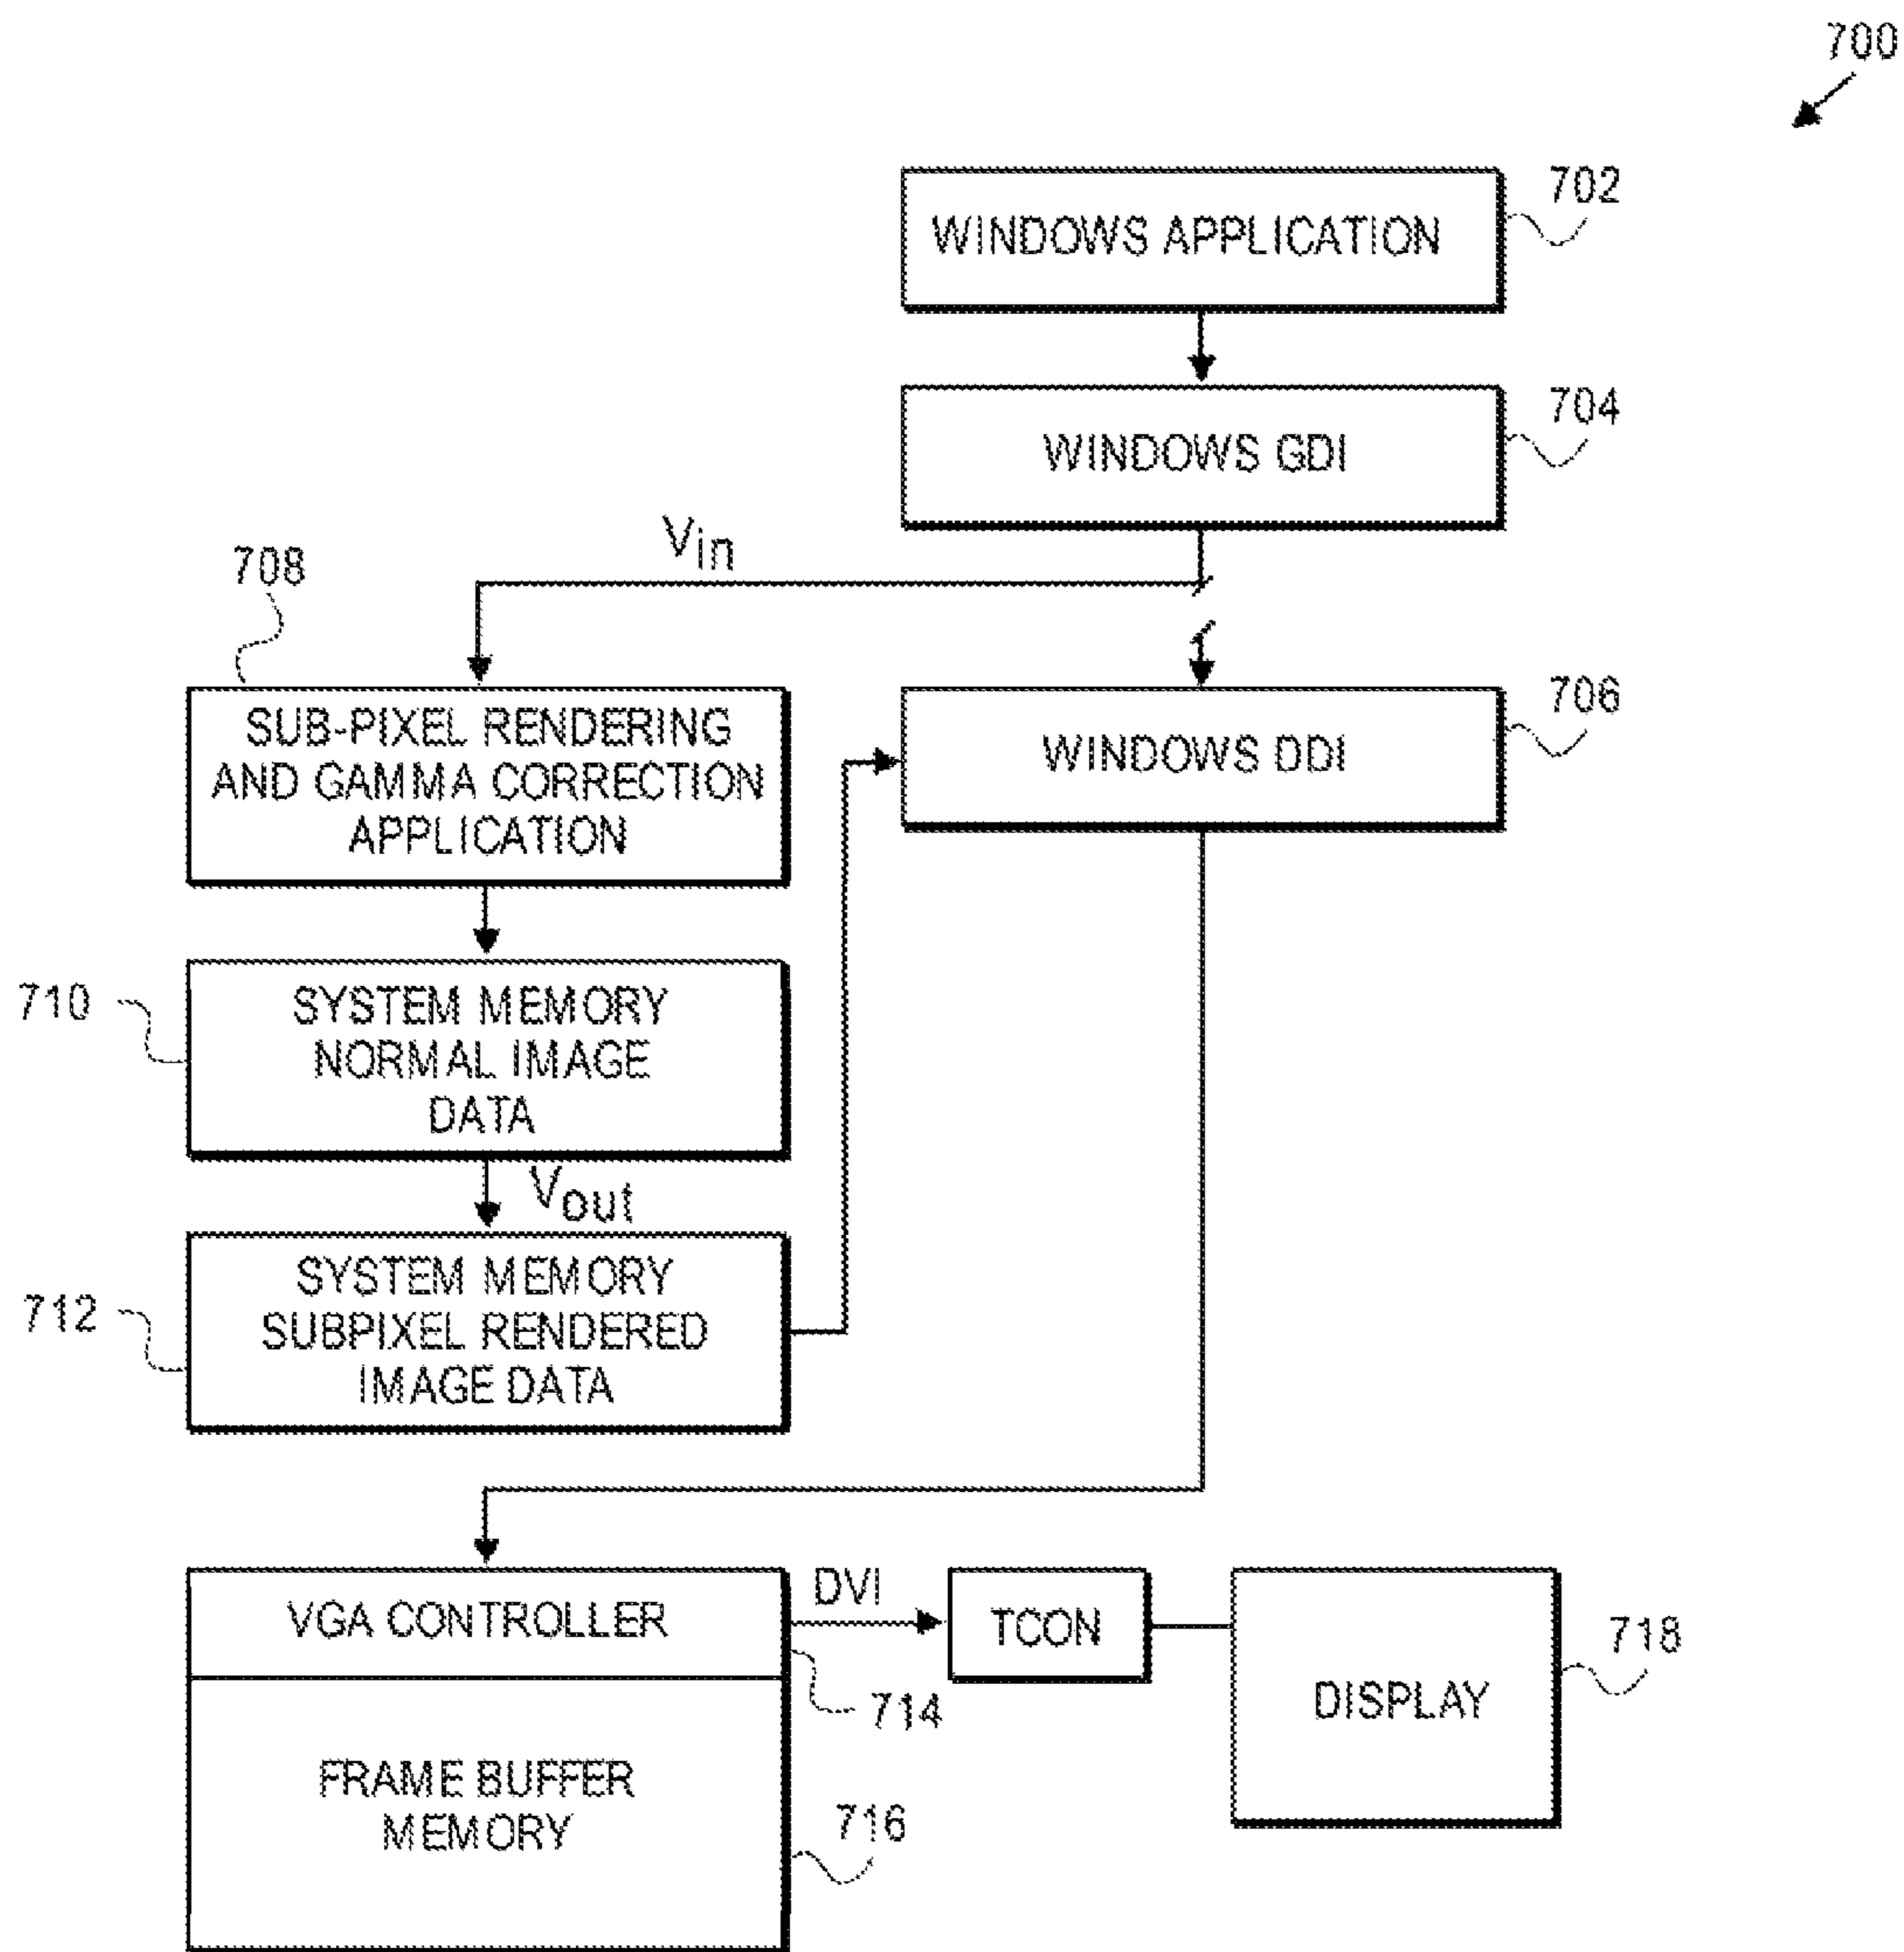 700
702
WINDOWS APPLICATION
704
WINDOWS GDI
Vin
708
706
SUB-PIXEL RENDERING
AND GAMMA CORRECTION
APPLICATION
WINDOWS DDI
710
SYSTEM MEMORY
NORMAL IMAGE
DATA
Vout
712
SYSTEM MEMORY
SUBPIXEL RENDERED
IMAGE DATA
VGA CONTROLLER
DVI
TCON
718
714
DISPLAY
FRAME BUFFER
MEMORY
716